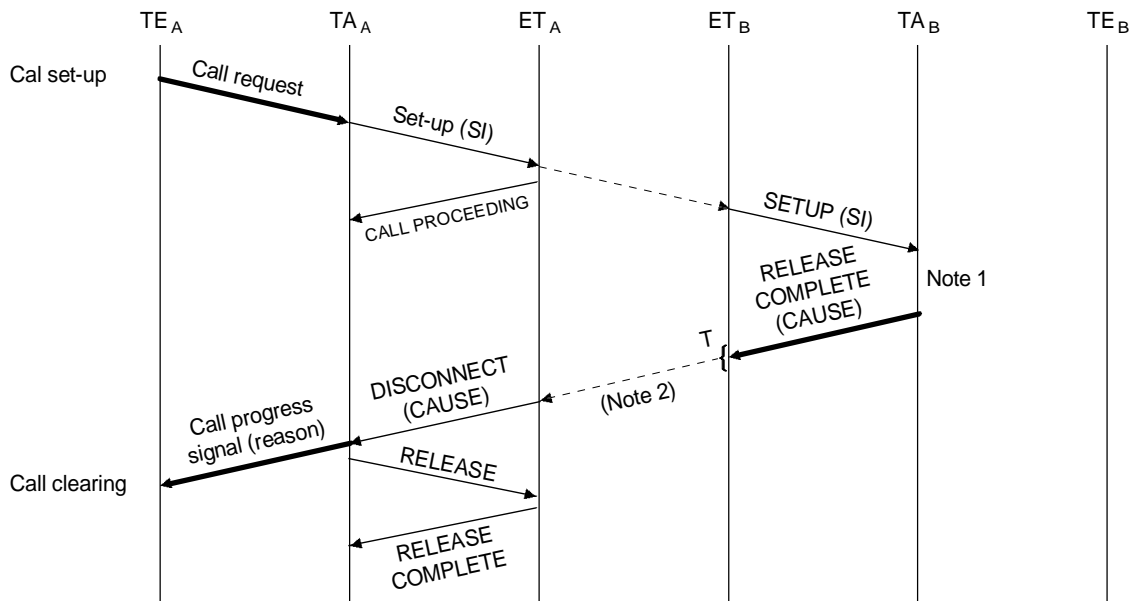 TE A TA A ET A ET B TA B TE B
Cal set-up
Call request
Set-up (SI)
CALL PROCEEDING
SETUP (SI)
RELEASE
COMPLETE
(CAUSE)
Note 1
T
{
(Note 2)
DISCONNECT
(CAUSE)
Call progress
signal (reason)
RELEASE
Call clearing
RELEASE
COMPLETE